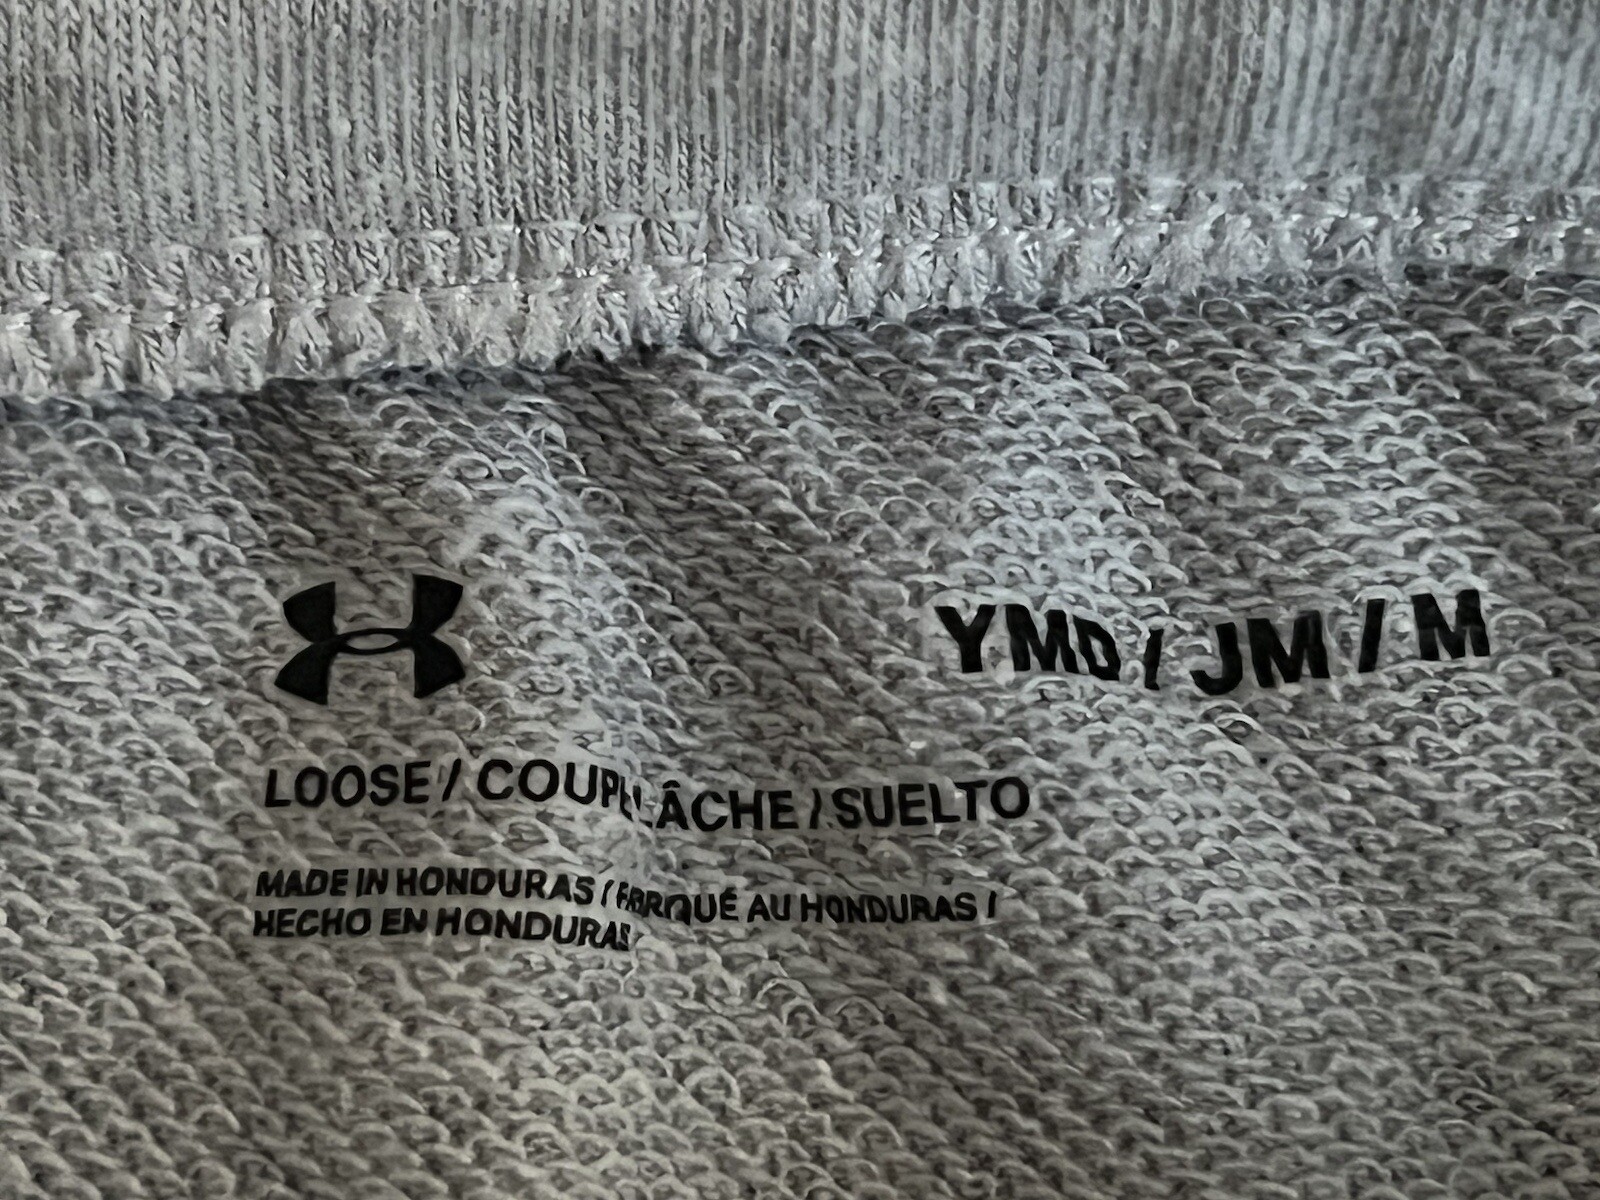 YMD / JM / M
LOOSE / COUPE LÂCHE / SUELTO
MADE IN HONDURAS / FABRIQUÉ AU HONDURAS /
HECHO EN HONDURAS